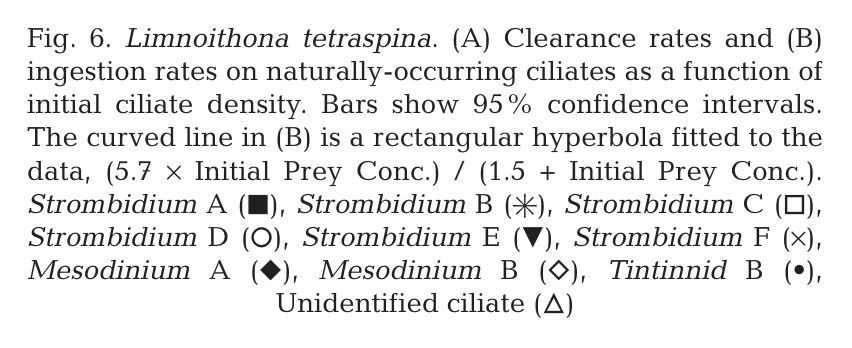 Fig. 6. Limnoithona tetraspina. (A) Clearance rates and (B)
ingestion rates on naturally-occurring ciliates as a function of
initial ciliate density. Bars show 95% confidence intervals.
The curved line in (B) is a rectangular hyperbola fitted to the
data, (5.7 × Initial Prey Conc.) / (1.5 + Initial Prey Conc.).
Strombidium A (■), Strombidium B (✳), Strombidium C (□),
Strombidium D (○), Strombidium E (▼), Strombidium F (×),
Mesodinium A (◆), Mesodinium B (◇), Tintinnid B (•),
Unidentified ciliate (△)